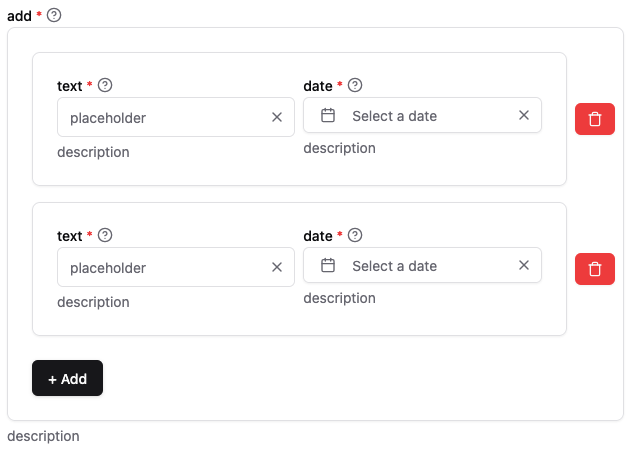 add *
text * date *
placeholder Select a date
description description
text * date *
placeholder Select a date
description description
+ Add
description